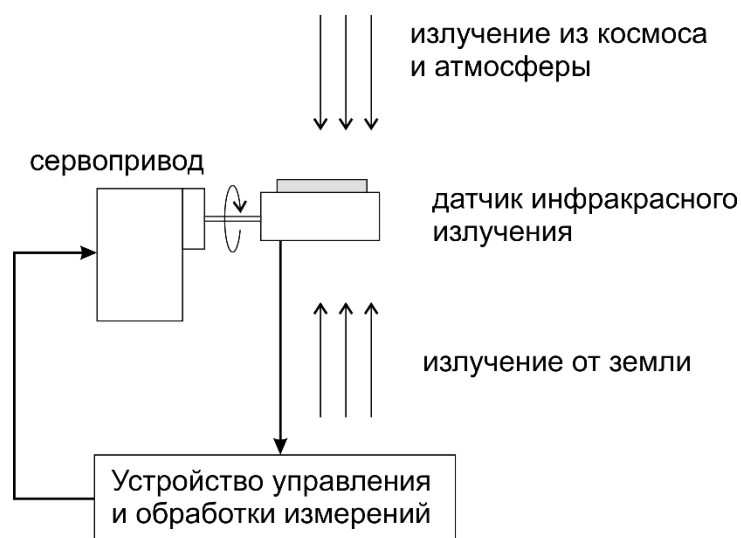 излучение из космоса
и атмосферы
сервопривод
датчик инфракрасного
излучения
излучение от земли
Устройство управления
и обработки измерений